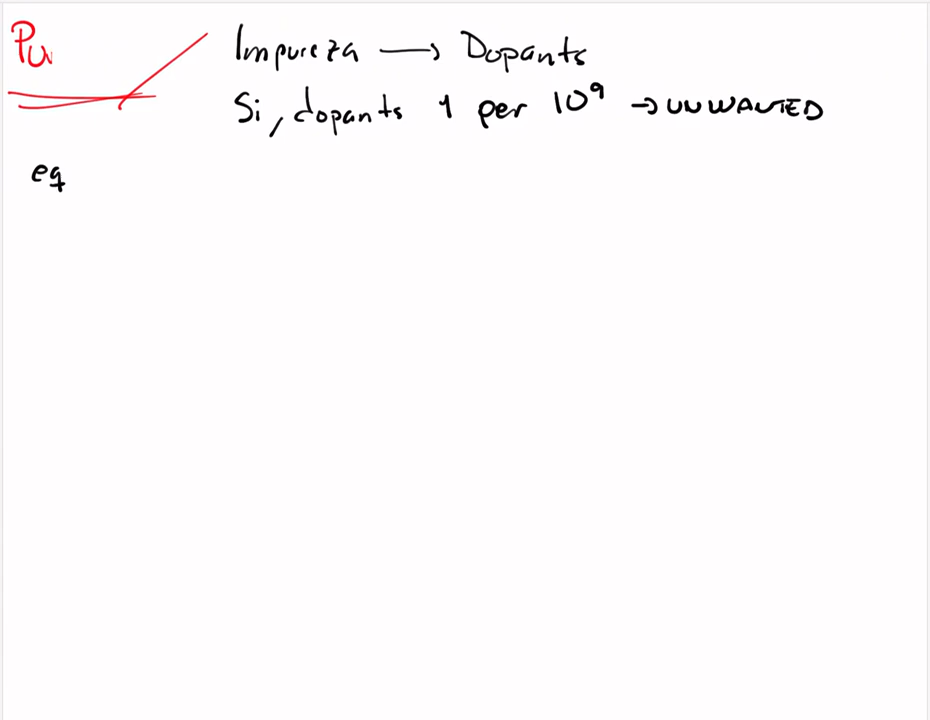 Pu
Impureza → Dopants
Si, dopants 1 per 10⁹ → UNWANTED
eq